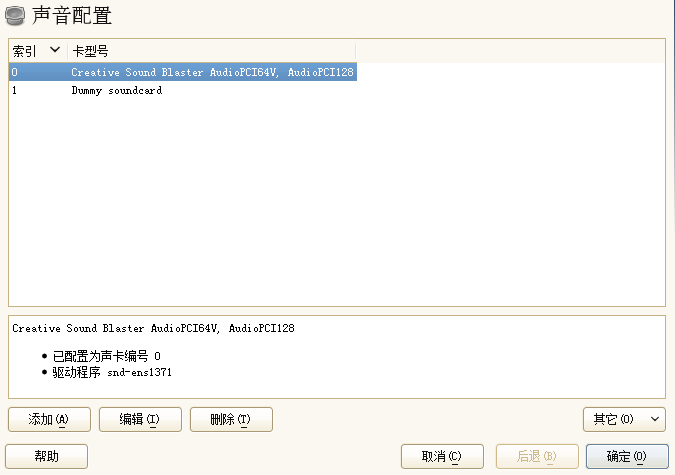 声音配置
索引 卡型号
0 Creative Sound Blaster AudioPCI64V, AudioPCI128
1 Dummy soundcard
Creative Sound Blaster AudioPCI64V, AudioPCI128
• 已配置为声卡编号 0
• 驱动程序 snd-ens1371
添加(A) 编辑(I) 删除(T) 其它(O)
帮助 取消(C) 后退(B) 确定(O)